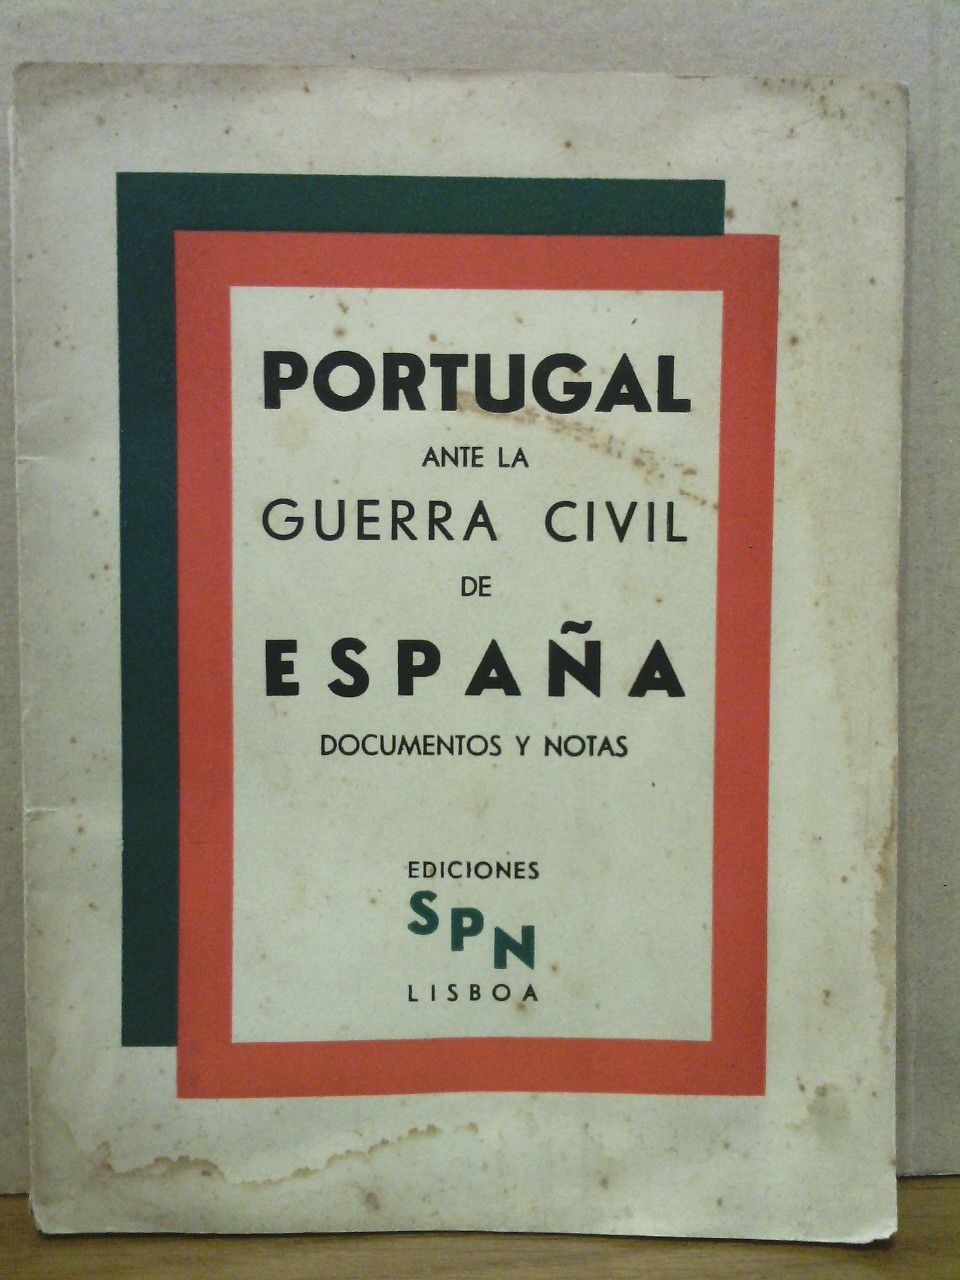 PORTUGAL
ANTE LA
GUERRA CIVIL
DE
ESPAÑA
DOCUMENTOS Y NOTAS
EDICIONES
SPN
LISBOA